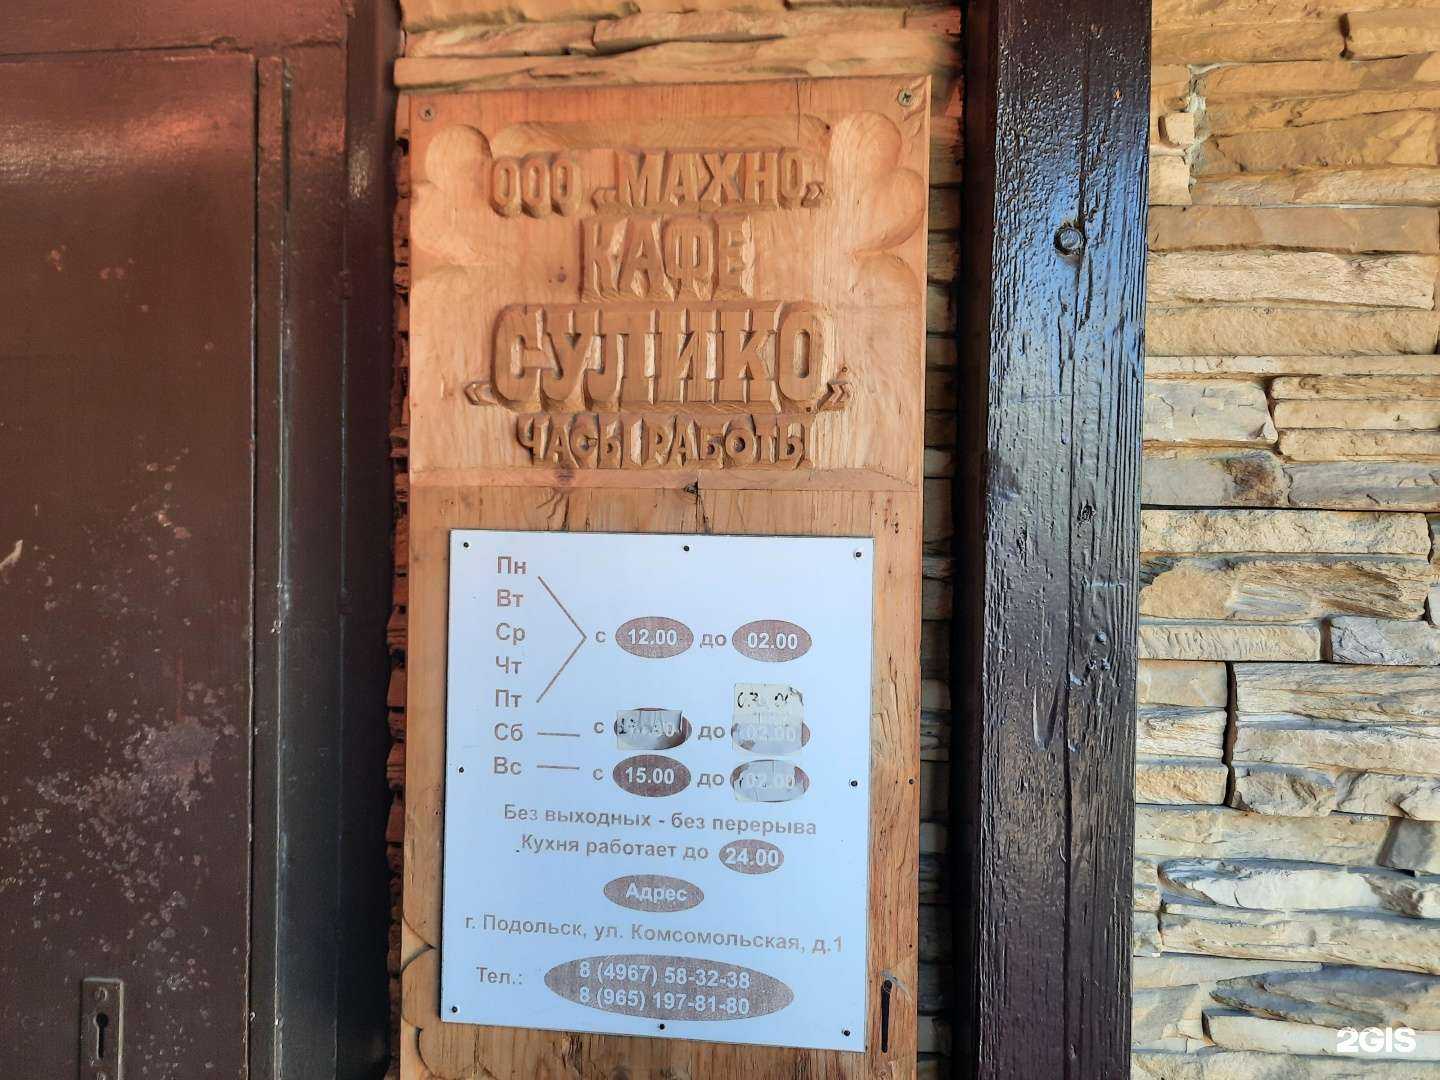 ООО „МАХНО»
КАФЕ
«СУЛИКО»
ЧАСЫ РАБОТЫ
Пн
Вт
Ср с 12.00 до 02.00
Чт
Пт
03.00
Сб с до 02.00
Вс с 15.00 до 02.00
Без выходных - без перерыва
Кухня работает до 24.00
Адрес
г. Подольск, ул. Комсомольская, д.1
Тел.: 8 (4967) 58-32-38
8 (965) 197-81-80
2GIS